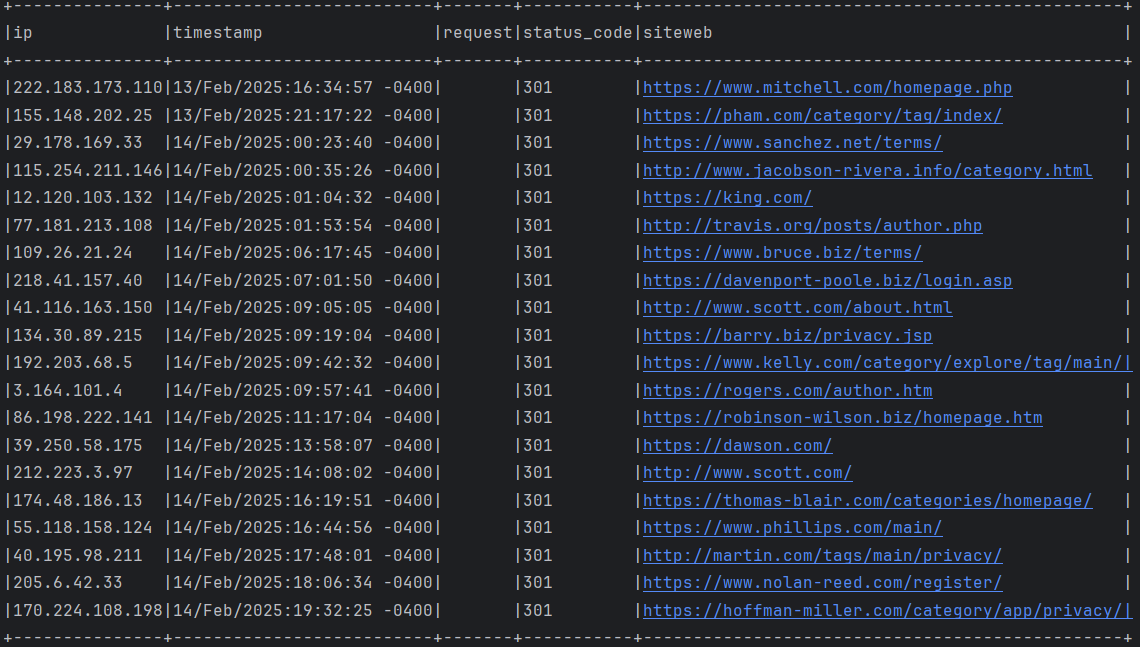 +---------------+--------------------------+-------+-----------+------------------------------------------------+
|ip             |timestamp                 |request|status_code|siteweb                                         |
+---------------+--------------------------+-------+-----------+------------------------------------------------+
|222.183.173.110|13/Feb/2025:16:34:57 -0400|       |301        |https://www.mitchell.com/homepage.php           |
|155.148.202.25 |13/Feb/2025:21:17:22 -0400|       |301        |https://pham.com/category/tag/index/            |
|29.178.169.33  |14/Feb/2025:00:23:40 -0400|       |301        |https://www.sanchez.net/terms/                  |
|115.254.211.146|14/Feb/2025:00:35:26 -0400|       |301        |http://www.jacobson-rivera.info/category.html   |
|12.120.103.132 |14/Feb/2025:01:04:32 -0400|       |301        |https://king.com/                               |
|77.181.213.108 |14/Feb/2025:01:53:54 -0400|       |301        |http://travis.org/posts/author.php              |
|109.26.21.24   |14/Feb/2025:06:17:45 -0400|       |301        |https://www.bruce.biz/terms/                    |
|218.41.157.40  |14/Feb/2025:07:01:50 -0400|       |301        |https://davenport-poole.biz/login.asp           |
|41.116.163.150 |14/Feb/2025:09:05:05 -0400|       |301        |http://www.scott.com/about.html                 |
|134.30.89.215  |14/Feb/2025:09:19:04 -0400|       |301        |https://barry.biz/privacy.jsp                   |
|192.203.68.5   |14/Feb/2025:09:42:32 -0400|       |301        |https://www.kelly.com/category/explore/tag/main/|
|3.164.101.4    |14/Feb/2025:09:57:41 -0400|       |301        |https://rogers.com/author.htm                   |
|86.198.222.141 |14/Feb/2025:11:17:04 -0400|       |301        |https://robinson-wilson.biz/homepage.htm        |
|39.250.58.175  |14/Feb/2025:13:58:07 -0400|       |301        |https://dawson.com/                             |
|212.223.3.97   |14/Feb/2025:14:08:02 -0400|       |301        |http://www.scott.com/                           |
|174.48.186.13  |14/Feb/2025:16:19:51 -0400|       |301        |https://thomas-blair.com/categories/homepage/   |
|55.118.158.124 |14/Feb/2025:16:44:56 -0400|       |301        |https://www.phillips.com/main/                  |
|40.195.98.211  |14/Feb/2025:17:48:01 -0400|       |301        |http://martin.com/tags/main/privacy/            |
|205.6.42.33    |14/Feb/2025:18:06:34 -0400|       |301        |https://www.nolan-reed.com/register/            |
|170.224.108.198|14/Feb/2025:19:32:25 -0400|       |301        |https://hoffman-miller.com/category/app/privacy/|
+---------------+--------------------------+-------+-----------+------------------------------------------------+